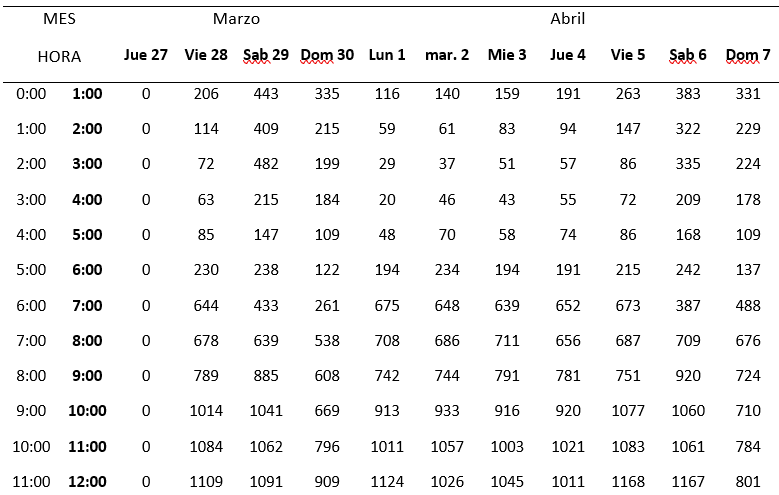 MES Marzo Abril
HORA Jue 27 Vie 28 Sab 29 Dom 30 Lun 1 mar. 2 Mie 3 Jue 4 Vie 5 Sab 6 Dom 7
0:00 1:00 0 206 443 335 116 140 159 191 263 383 331
1:00 2:00 0 114 409 215 59 61 83 94 147 322 229
2:00 3:00 0 72 482 199 29 37 51 57 86 335 224
3:00 4:00 0 63 215 184 20 46 43 55 72 209 178
4:00 5:00 0 85 147 109 48 70 58 74 86 168 109
5:00 6:00 0 230 238 122 194 234 194 191 215 242 137
6:00 7:00 0 644 433 261 675 648 639 652 673 387 488
7:00 8:00 0 678 639 538 708 686 711 656 687 709 676
8:00 9:00 0 789 885 608 742 744 791 781 751 920 724
9:00 10:00 0 1014 1041 669 913 933 916 920 1077 1060 710
10:00 11:00 0 1084 1062 796 1011 1057 1003 1021 1083 1061 784
11:00 12:00 0 1109 1091 909 1124 1026 1045 1011 1168 1167 801